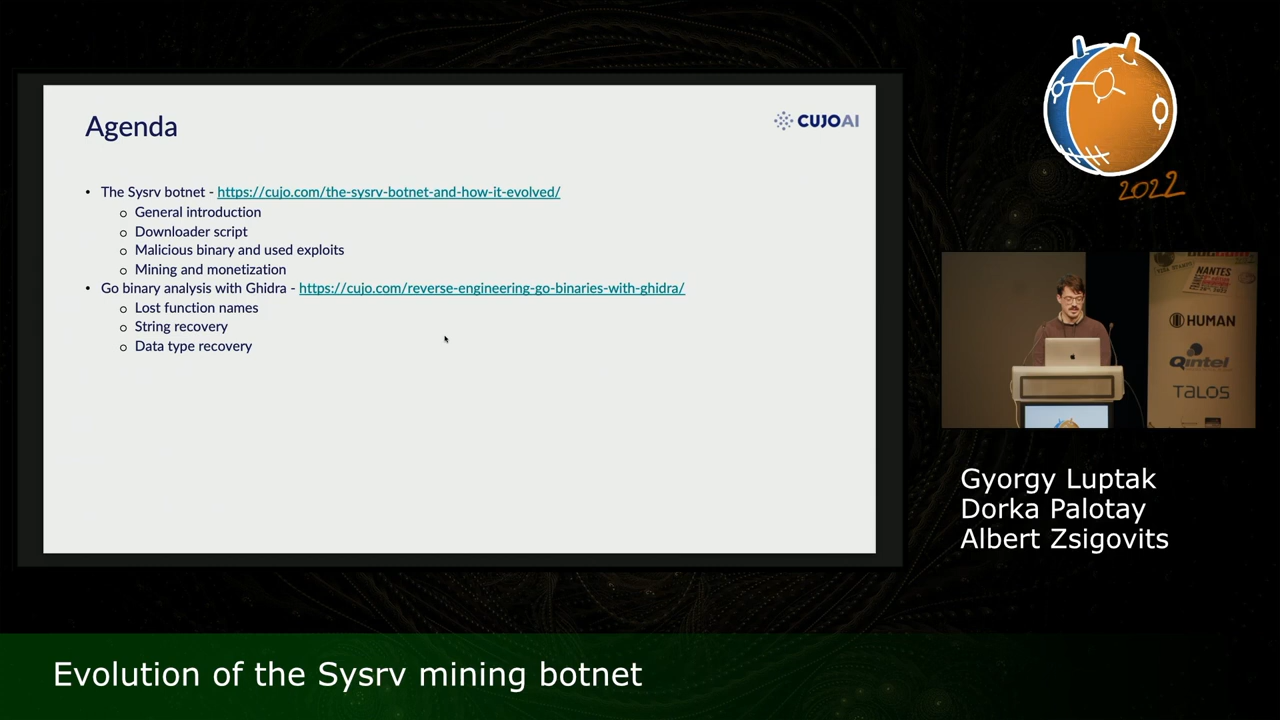 Agenda
CUJOAI
• The Sysrv botnet - https://cujo.com/the-sysrv-botnet-and-how-it-evolved/
o General introduction
o Downloader script
o Malicious binary and used exploits
o Mining and monetization
• Go binary analysis with Ghidra - https://cujo.com/reverse-engineering-go-binaries-with-ghidra/
o Lost function names
o String recovery
o Data type recovery
2022
NANTES
HUMAN
Qintel
TALOS
Gyorgy Luptak
Dorka Palotay
Albert Zsigovits
Evolution of the Sysrv mining botnet